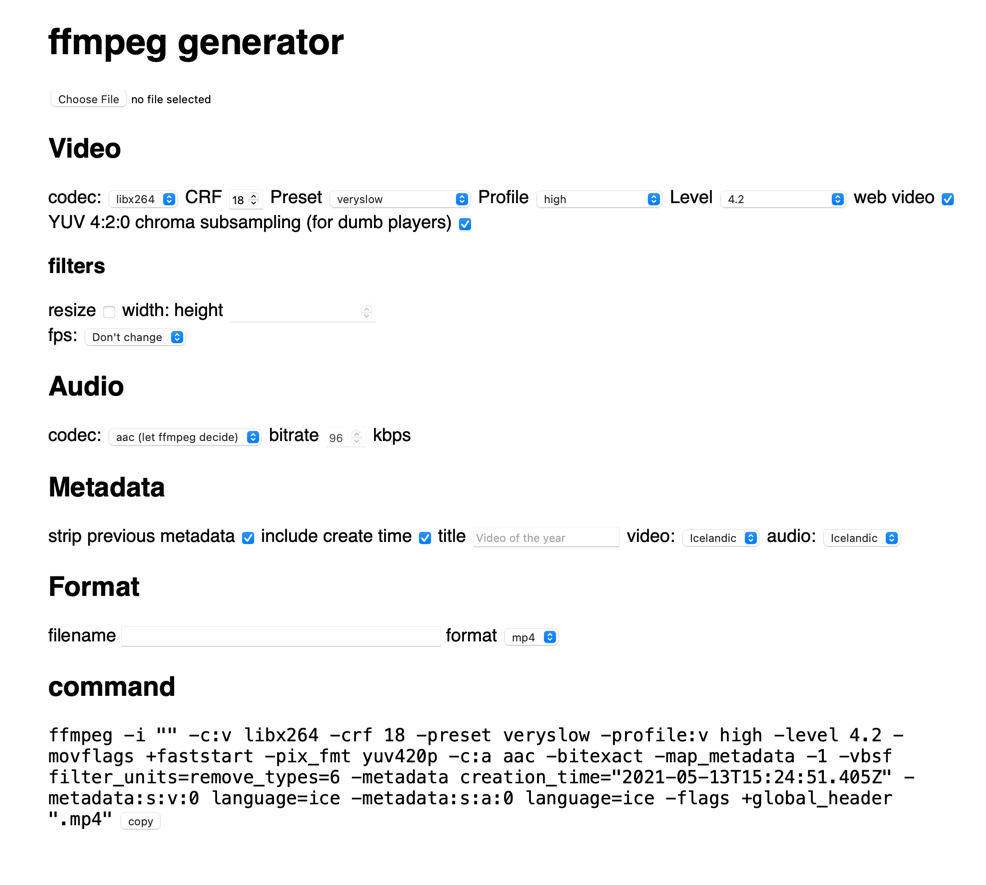 ffmpeg generator
Choose File no file selected
Video
codec: libx264 CRF 18 Preset veryslow Profile high Level 4.2 web video
YUV 4:2:0 chroma subsampling (for dumb players)
filters
resize width: height
fps: Don't change
Audio
codec: aac (let ffmpeg decide) bitrate 96 kbps
Metadata
strip previous metadata include create time title Video of the year video: Icelandic audio: Icelandic
Format
filename format mp4
command
ffmpeg -i "" -c:v libx264 -crf 18 -preset veryslow -profile:v high -level 4.2 -
movflags +faststart -pix_fmt yuv420p -c:a aac -bitexact -map_metadata -1 -vbsf
filter_units=remove_types=6 -metadata creation_time="2021-05-13T15:24:51.405Z" -
metadata:s:v:0 language=ice -metadata:s:a:0 language=ice -flags +global_header
".mp4" copy